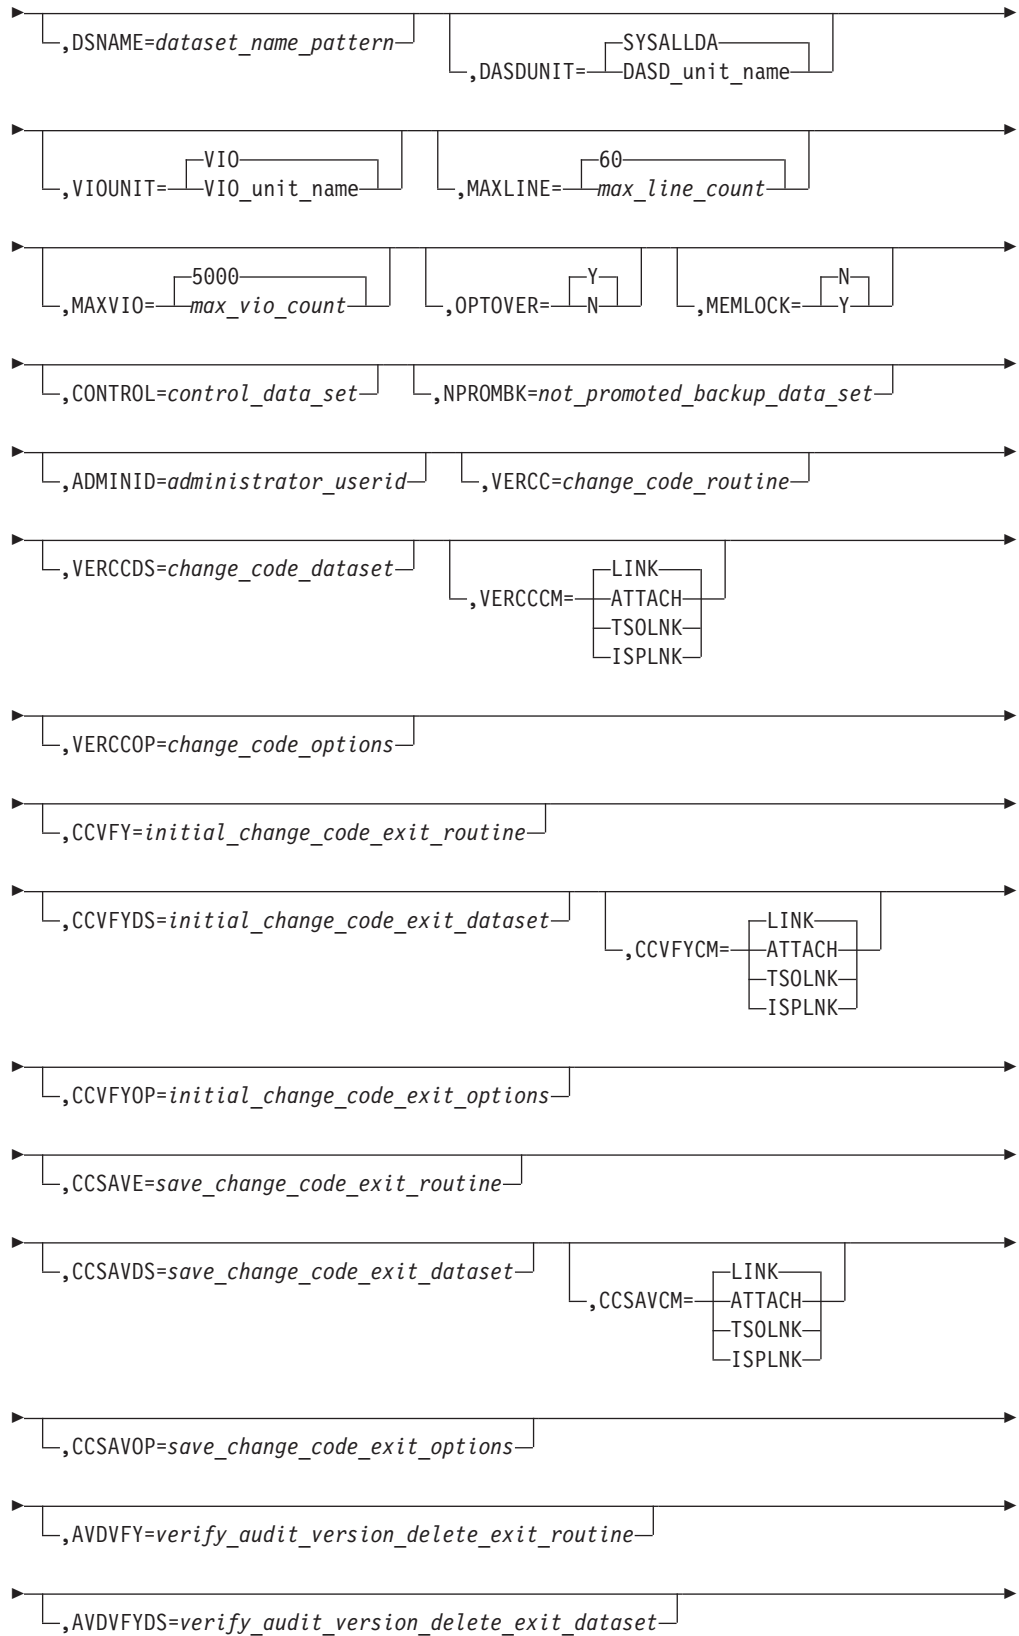 ,DSNAME=dataset_name_pattern
SYSALLDA
,DASDUNIT= DASD_unit_name
VIO
,VIOUNIT= VIO_unit_name
60
,MAXLINE= max_line_count
5000
,MAXVIO= max_vio_count
Y
,OPTOVER= N
N
,MEMLOCK= Y
,CONTROL=control_data_set ,NPROMBK=not_promoted_backup_data_set
,ADMINID=administrator_userid ,VERCC=change_code_routine
,VERCCDS=change_code_dataset
LINK
,VERCCCM= ATTACH
TSOLNK
ISPLNK
,VERCCOP=change_code_options
,CCVFY=initial_change_code_exit_routine
,CCVFYDS=initial_change_code_exit_dataset
LINK
,CCVFYCM= ATTACH
TSOLNK
ISPLNK
,CCVFYOP=initial_change_code_exit_options
,CCSAVE=save_change_code_exit_routine
,CCSAVDS=save_change_code_exit_dataset
LINK
,CCSAVCM= ATTACH
TSOLNK
ISPLNK
,CCSAVOP=save_change_code_exit_options
,AVDVFY=verify_audit_version_delete_exit_routine
,AVDVFYDS=verify_audit_version_delete_exit_dataset